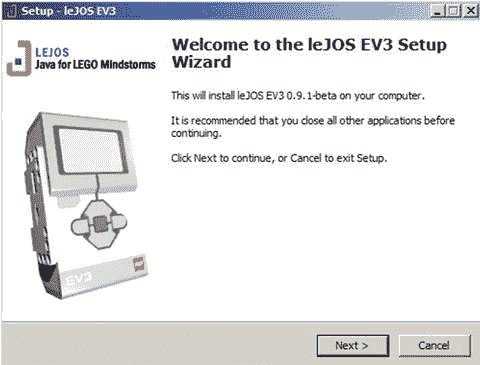 Setup - leJOS EV3
LEJOS
Java for LEGO Mindstorms
Welcome to the leJOS EV3 Setup
Wizard
This will install leJOS EV3 0.9.1-beta on your computer.
It is recommended that you close all other applications before
continuing.
Click Next to continue, or Cancel to exit Setup.
EV3
Next >
Cancel